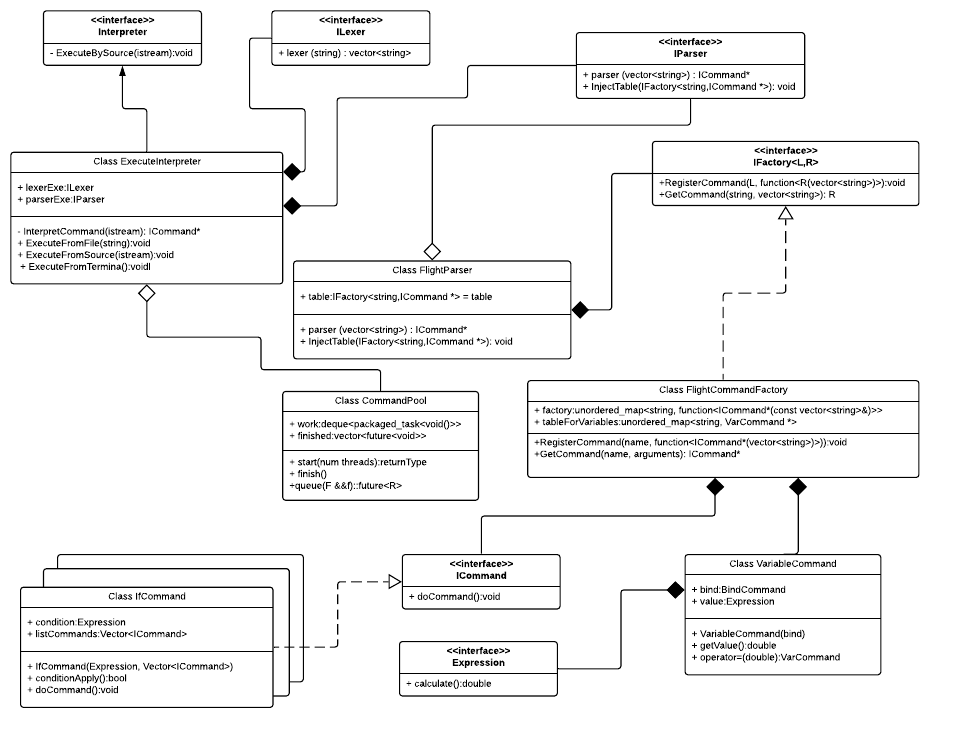 <<interface>>
Interpreter
- ExecuteBySource(istream):void
<<interface>>
ILexer
+ lexer (string) : vector<string>
<<interface>>
IParser
+ parser (vector<string>) : ICommand*
+ InjectTable(IFactory<string,ICommand *>): void
Class ExecuteInterpreter
+ lexerExe:ILexer
+ parserExe:IParser
- InterpretCommand(istream): ICommand*
+ ExecuteFromFile(string):void
+ ExecuteFromSource(istream):void
+ ExecuteFromTermina():voidl
<<interface>>
IFactory<L,R>
+RegisterCommand(L, function<R(vector<string>)>):void
+GetCommand(string, vector<string>): R
Class FlightParser
+ table:IFactory<string,ICommand *> = table
+ parser (vector<string>) : ICommand*
+ InjectTable(IFactory<string,ICommand *>): void
Class CommandPool
+ work:deque<packaged_task<void()>>
+ finished:vector<future<void>>
+ start(num threads):returnType
+ finish()
+queue(F &&f)::future<R>
Class FlightCommandFactory
+ factory:unordered_map<string, function<ICommand*(const vector<string>&)>>
+ tableForVariables:unordered_map<string, VarCommand *>
+RegisterCommand(name, function<ICommand*(vector<string>)>)):void
+GetCommand(name, arguments): ICommand*
Class IfCommand
+ condition:Expression
+ listCommands:Vector<ICommand>
+ IfCommand(Expression, Vector<ICommand>)
+ conditionApply():bool
+ doCommand():void
<<interface>>
ICommand
+ doCommand():void
<<interface>>
Expression
+ calculate():double
Class VariableCommand
+ bind:BindCommand
+ value:Expression
+ VariableCommand(bind)
+ getValue():double
+ operator=(double):VarCommand